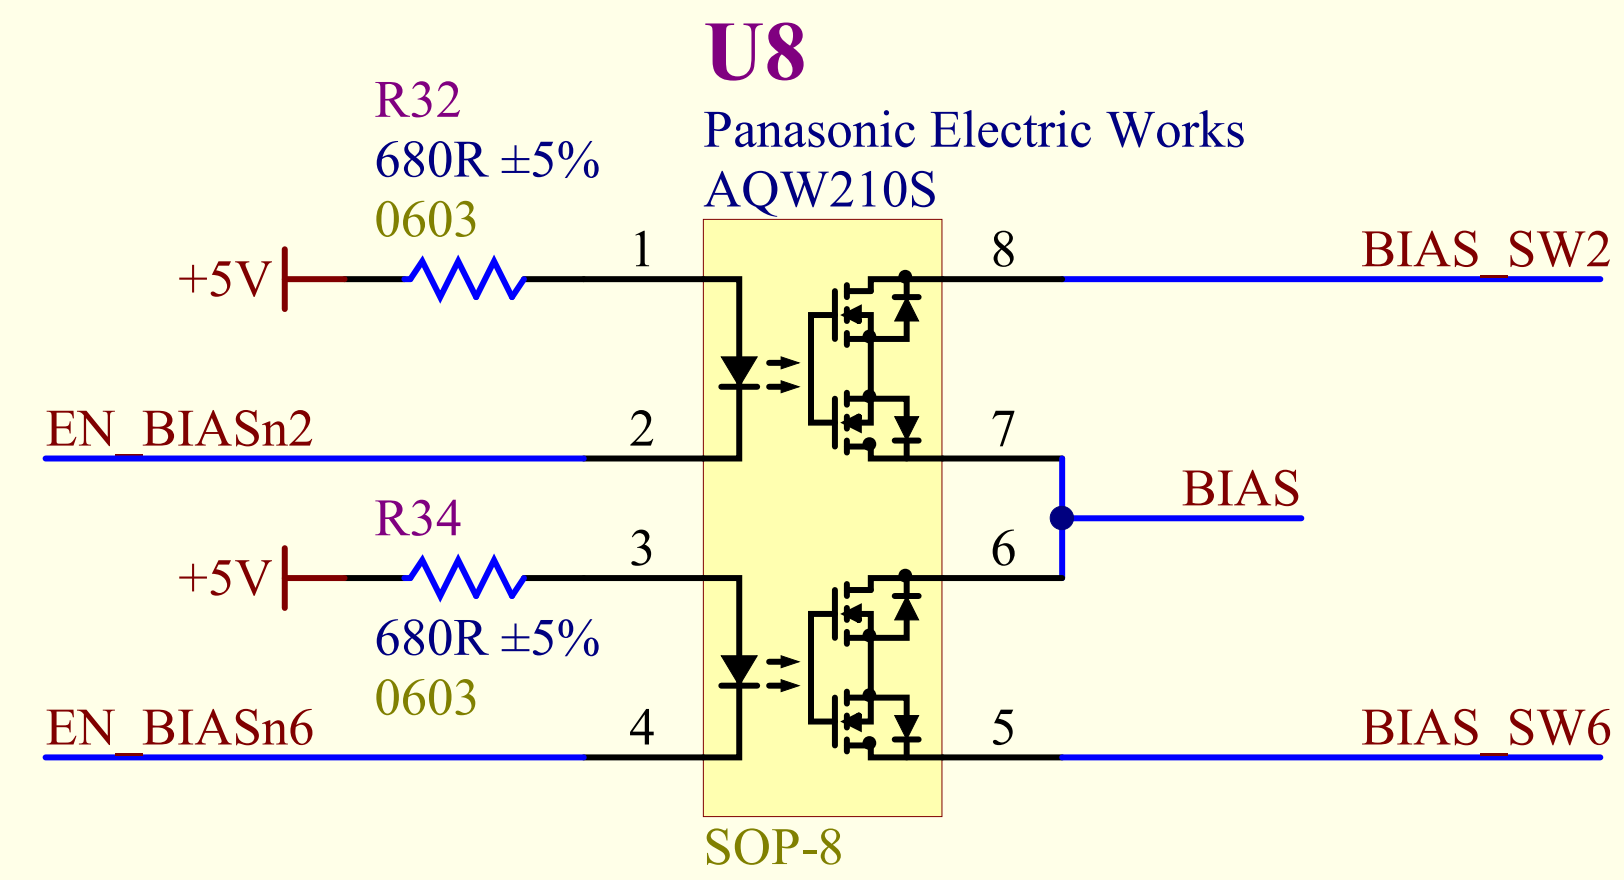 U8
Panasonic Electric Works
AQW210S
R32
680R ±5%
0603
+5V
1
8
BIAS_SW2
EN_BIASn2
2
7
BIAS
R34
+5V
3
6
680R ±5%
0603
EN_BIASn6
4
5
BIAS_SW6
SOP-8